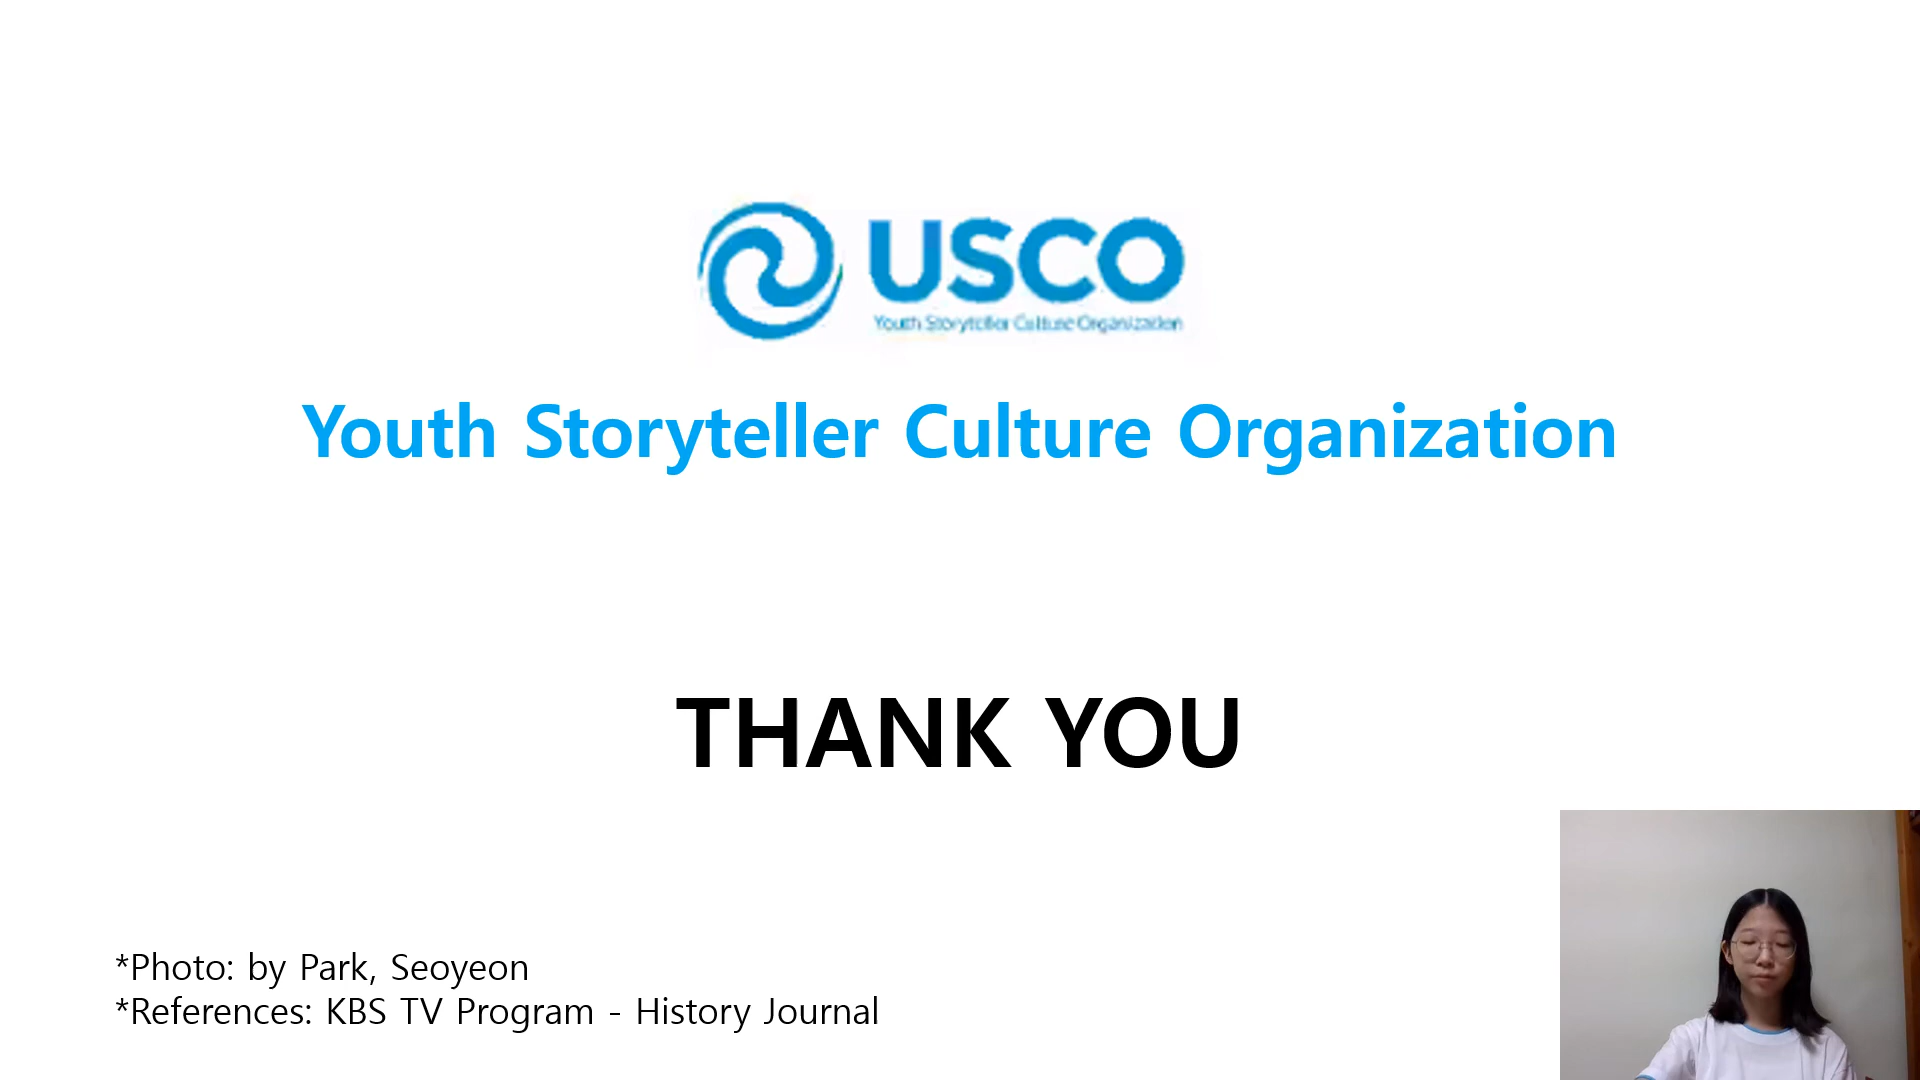 USCO
Youth Storyteller Culture Organization
Youth Storyteller Culture Organization
THANK YOU
*Photo: by Park, Seoyeon
*References: KBS TV Program - History Journal